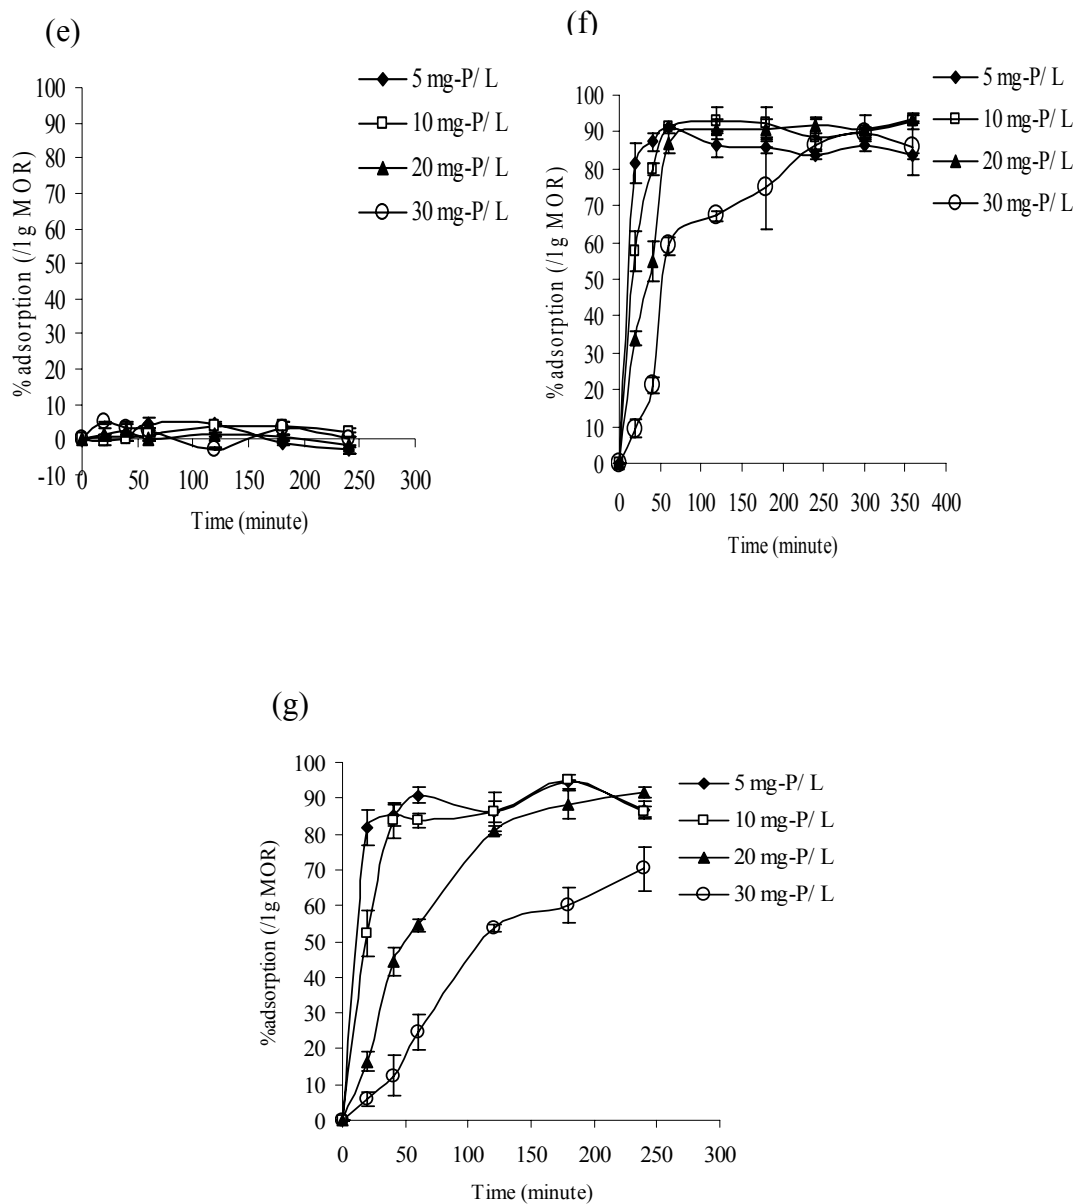 (e)
100
90
80
70
60
50
40
30
20
10
0
-10
% adsorption (/1g MOR)
0 50 100 150 200 250 300
Time (minute)
5 mg-P/ L
10 mg-P/ L
20 mg-P/ L
30 mg-P/ L
(f)
100
90
80
70
60
50
40
30
20
10
0
% adsorption (/1g MOR)
0 50 100 150 200 250 300 350 400
Time (minute)
5 mg-P/ L
10 mg-P/ L
20 mg-P/ L
30 mg-P/ L
(g)
100
90
80
70
60
50
40
30
20
10
0
%adsorption (/1g MOR)
0 50 100 150 200 250 300
Time (minute)
5 mg-P/ L
10 mg-P/ L
20 mg-P/ L
30 mg-P/ L